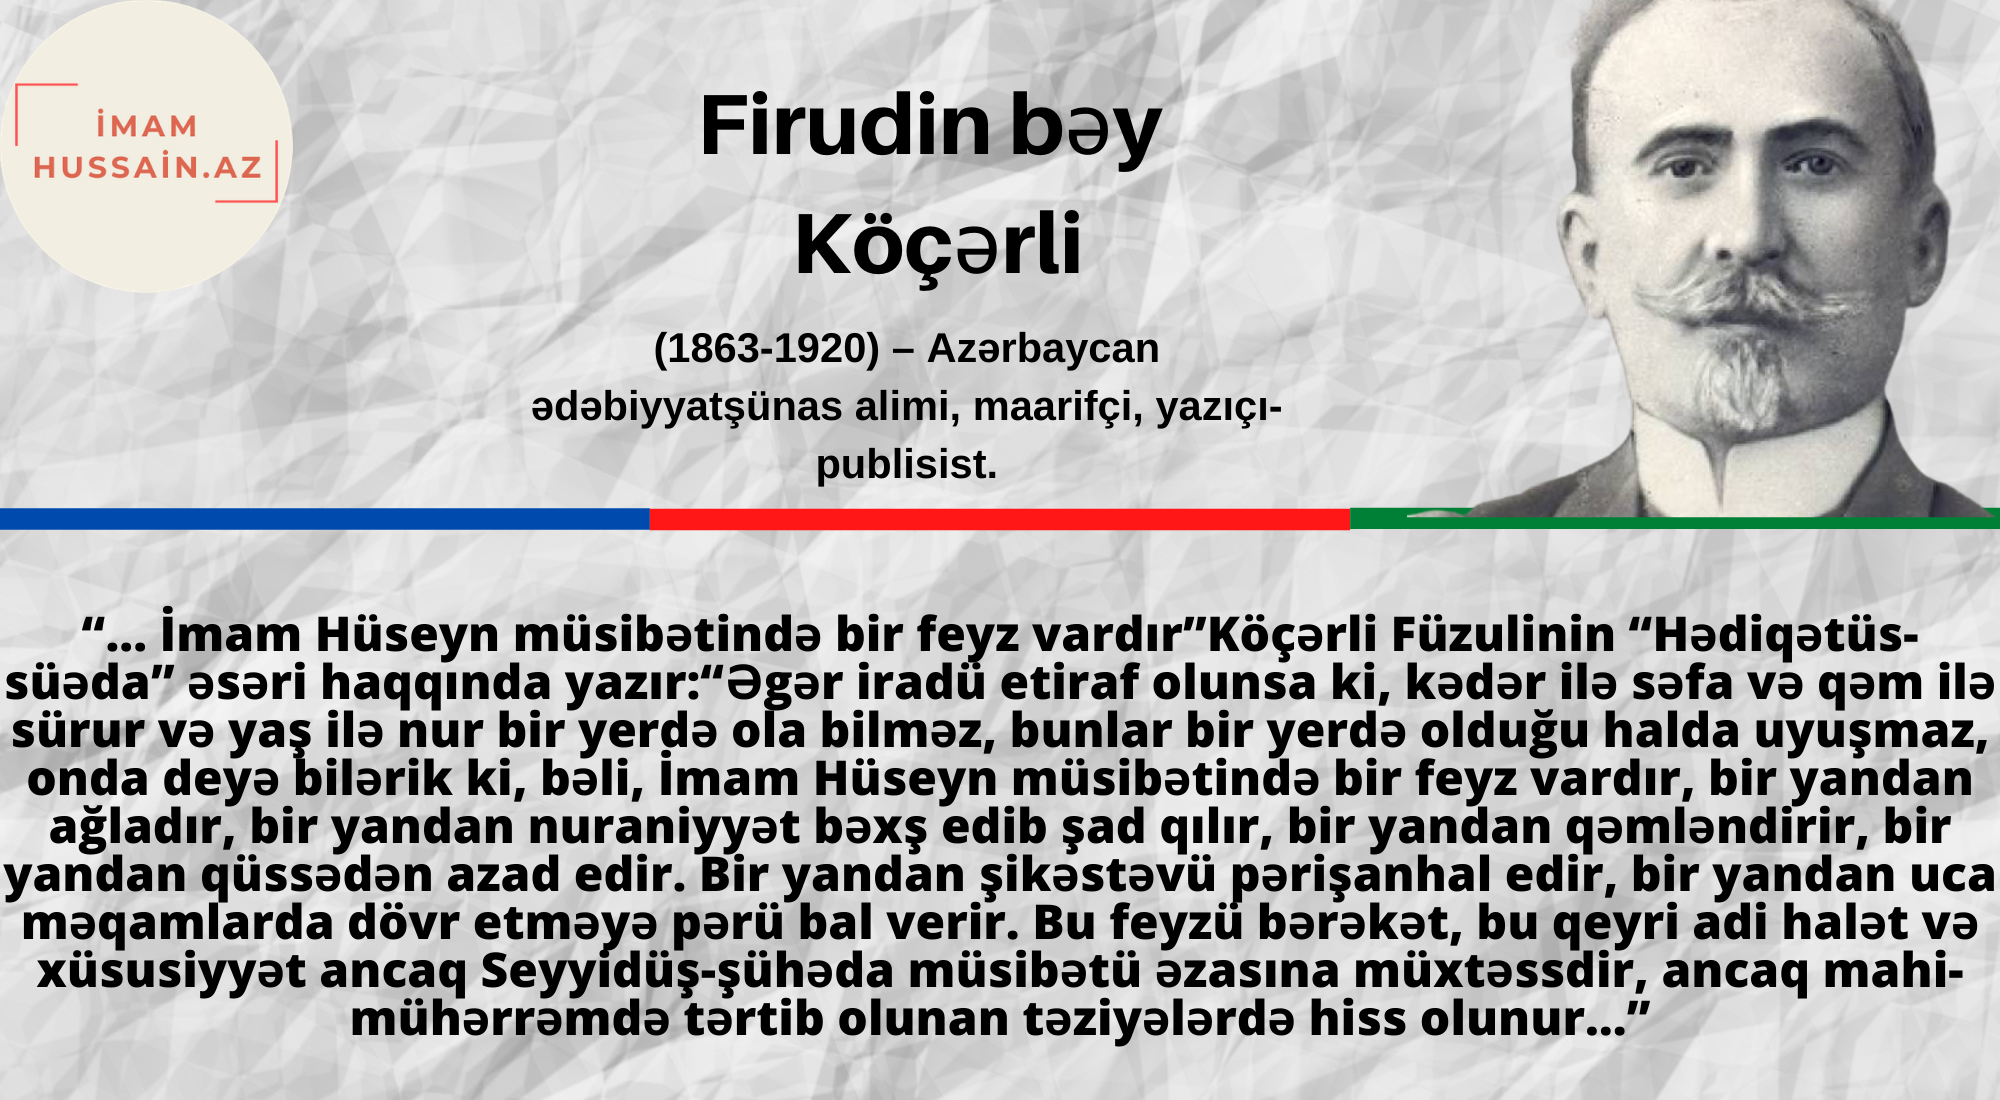 İMAM
HUSSAİN.AZ
Firudin bəy
Köçərli
(1863-1920) – Azərbaycan
ədəbiyyatşünas alimi, maarifçi, yazıçı-
publisist.
“... İmam Hüseyn müsibətində bir feyz vardır”Köçərli Füzulinin “Hədiqətüs-
süəda” əsəri haqqında yazır:“Əgər iradü etiraf olunsa ki, kədər ilə səfa və qəm ilə
sürur və yaş ilə nur bir yerdə ola bilməz, bunlar bir yerdə olduğu halda uyuşmaz,
onda deyə bilərik ki, bəli, İmam Hüseyn müsibətində bir feyz vardır, bir yandan
ağladır, bir yandan nuraniyyət bəxş edib şad qılır, bir yandan qəmləndirir, bir
yandan qüssədən azad edir. Bir yandan şikəstəvü pərişanhal edir, bir yandan uca
məqamlarda dövr etməyə pərü bal verir. Bu feyzü bərəkət, bu qeyri adi halət və
xüsusiyyət ancaq Seyyidüş-şühəda müsibətü əzasına müxtəssdir, ancaq mahi-
mühərrəmdə tərtib olunan təziyələrdə hiss olunur...”